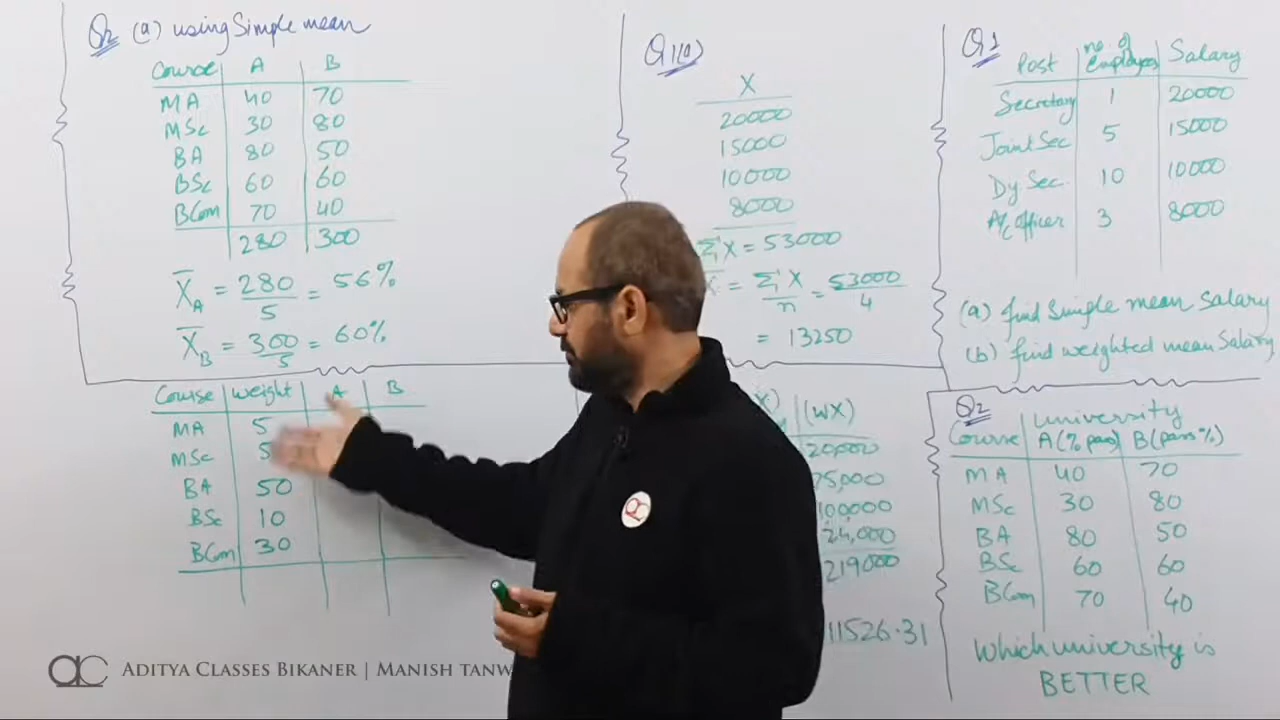 Q2 (a) using Simple mean
Course A B
MA 40 70
MSc 30 80
BA 80 50
BSc 60 60
BCom 70 40
280 300
X̄A = 280/5 = 56%
X̄B = 300/5 = 60%
Course weight A B
MA 5
MSc 5
BA 50
BSc 10
BCom 30
Q1(a)
X
20000
15000
10000
8000
ΣX = 53000
= ΣX/n = 53000/4
= 13250
X) (WX)
20,000
75,000
100000
24,000
219000
11526.31
Q1
Post no. of Employees Salary
Secretary 1 20000
Joint Sec 5 15000
Dy Sec. 10 10000
A/c officer 3 8000
(a) find Simple mean Salary
(b) find weighted mean Salary
Q2 University
Course A (% pass) B (pass %)
MA 40 70
MSc 30 80
BA 80 50
BSc 60 60
BCom 70 40
Which university is
BETTER
ac ADITYA CLASSES BIKANER | MANISH TANW